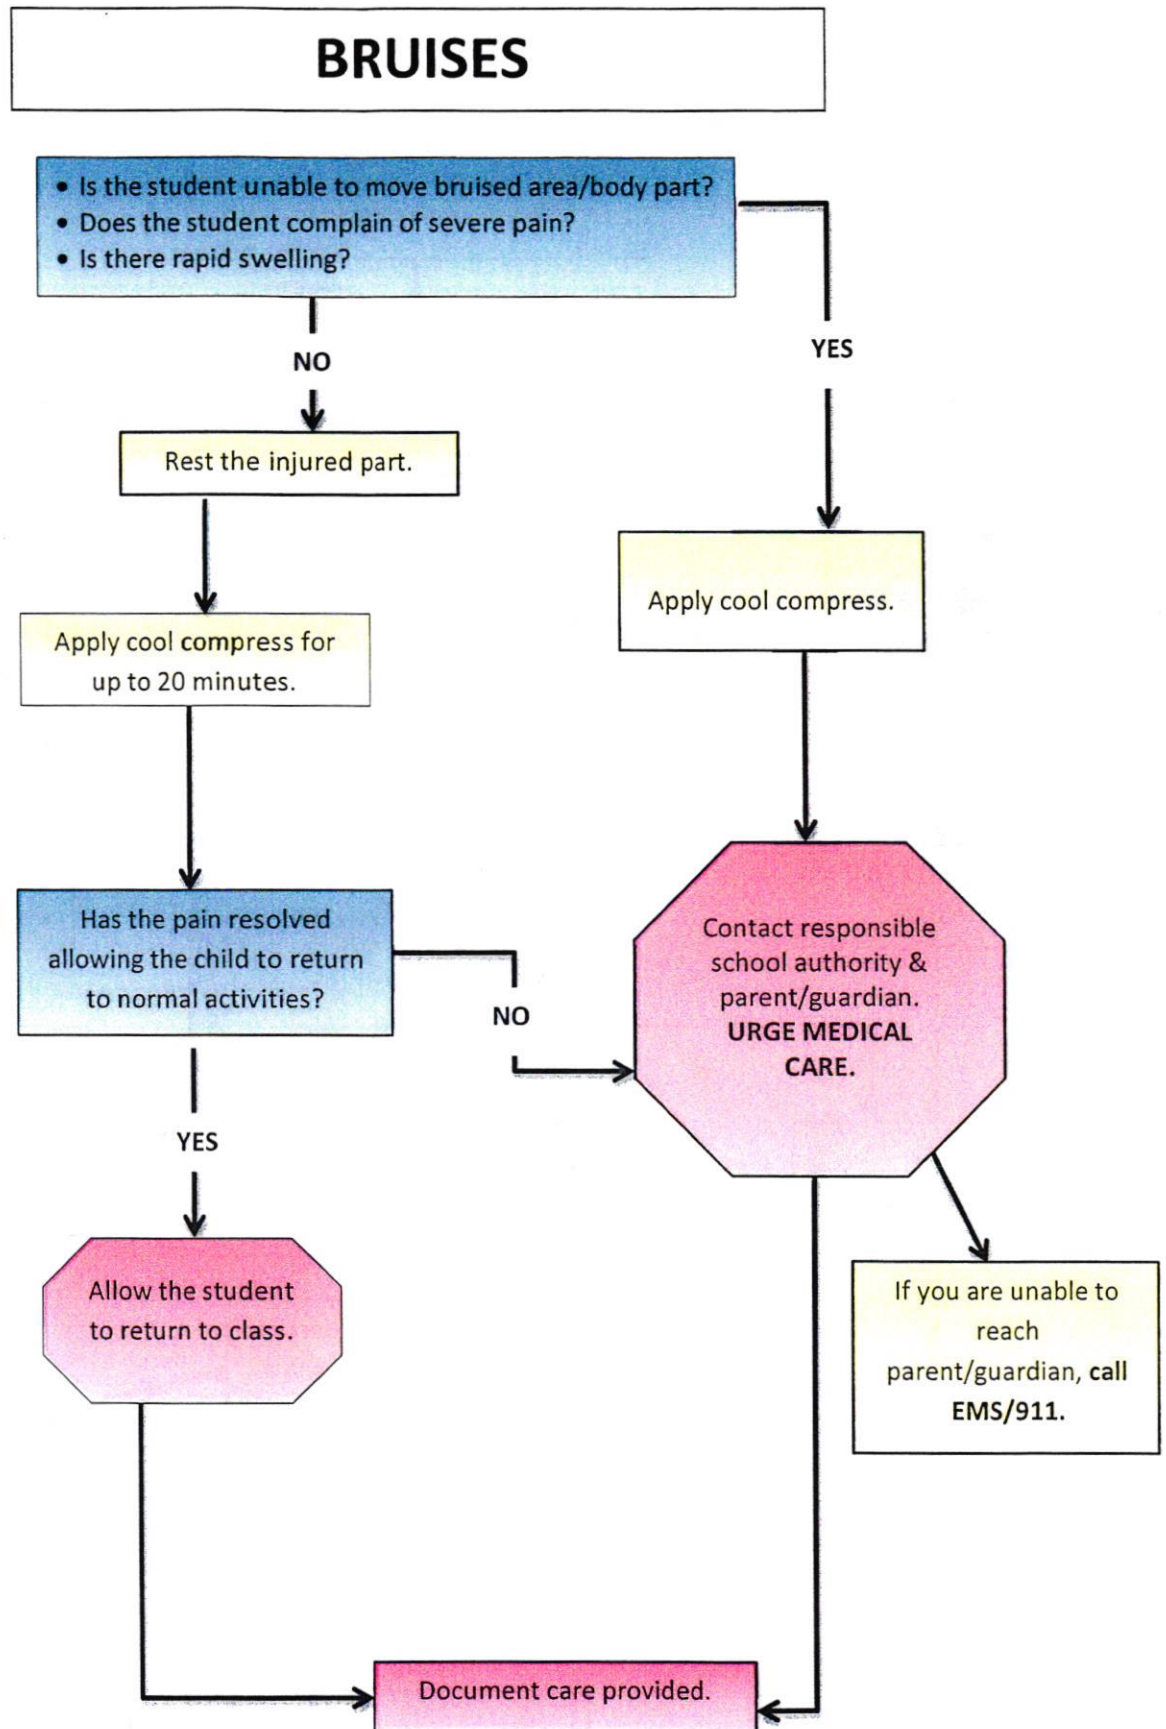 BRUISES
• Is the student unable to move bruised area/body part?
• Does the student complain of severe pain?
• Is there rapid swelling?
NO
YES
Rest the injured part.
Apply cool compress for
up to 20 minutes.
Apply cool compress.
Has the pain resolved
allowing the child to return
to normal activities?
NO
Contact responsible
school authority &
parent/guardian.
URGE MEDICAL
CARE.
YES
Allow the student
to return to class.
If you are unable to
reach
parent/guardian, call
EMS/911.
Document care provided.